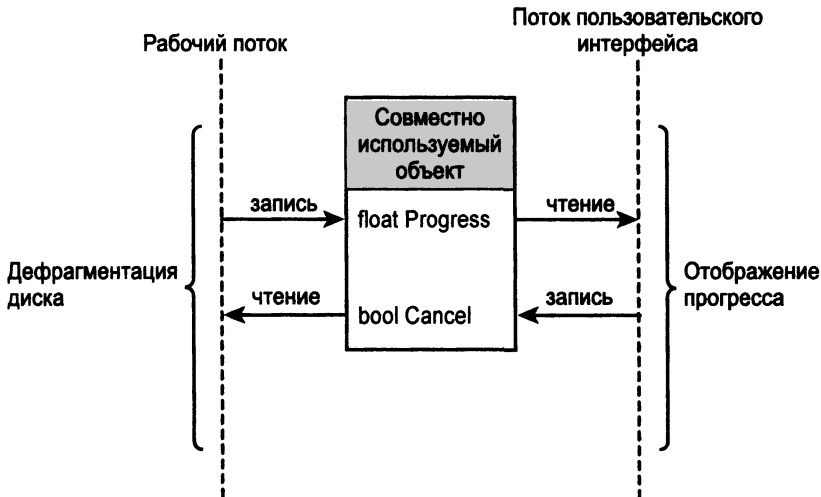 Рабочий поток
Поток пользовательского
интерфейса
Совместно
используемый
объект
запись
float Progress
чтение
Дефрагментация
диска
чтение
bool Cancel
запись
Отображение
прогресса